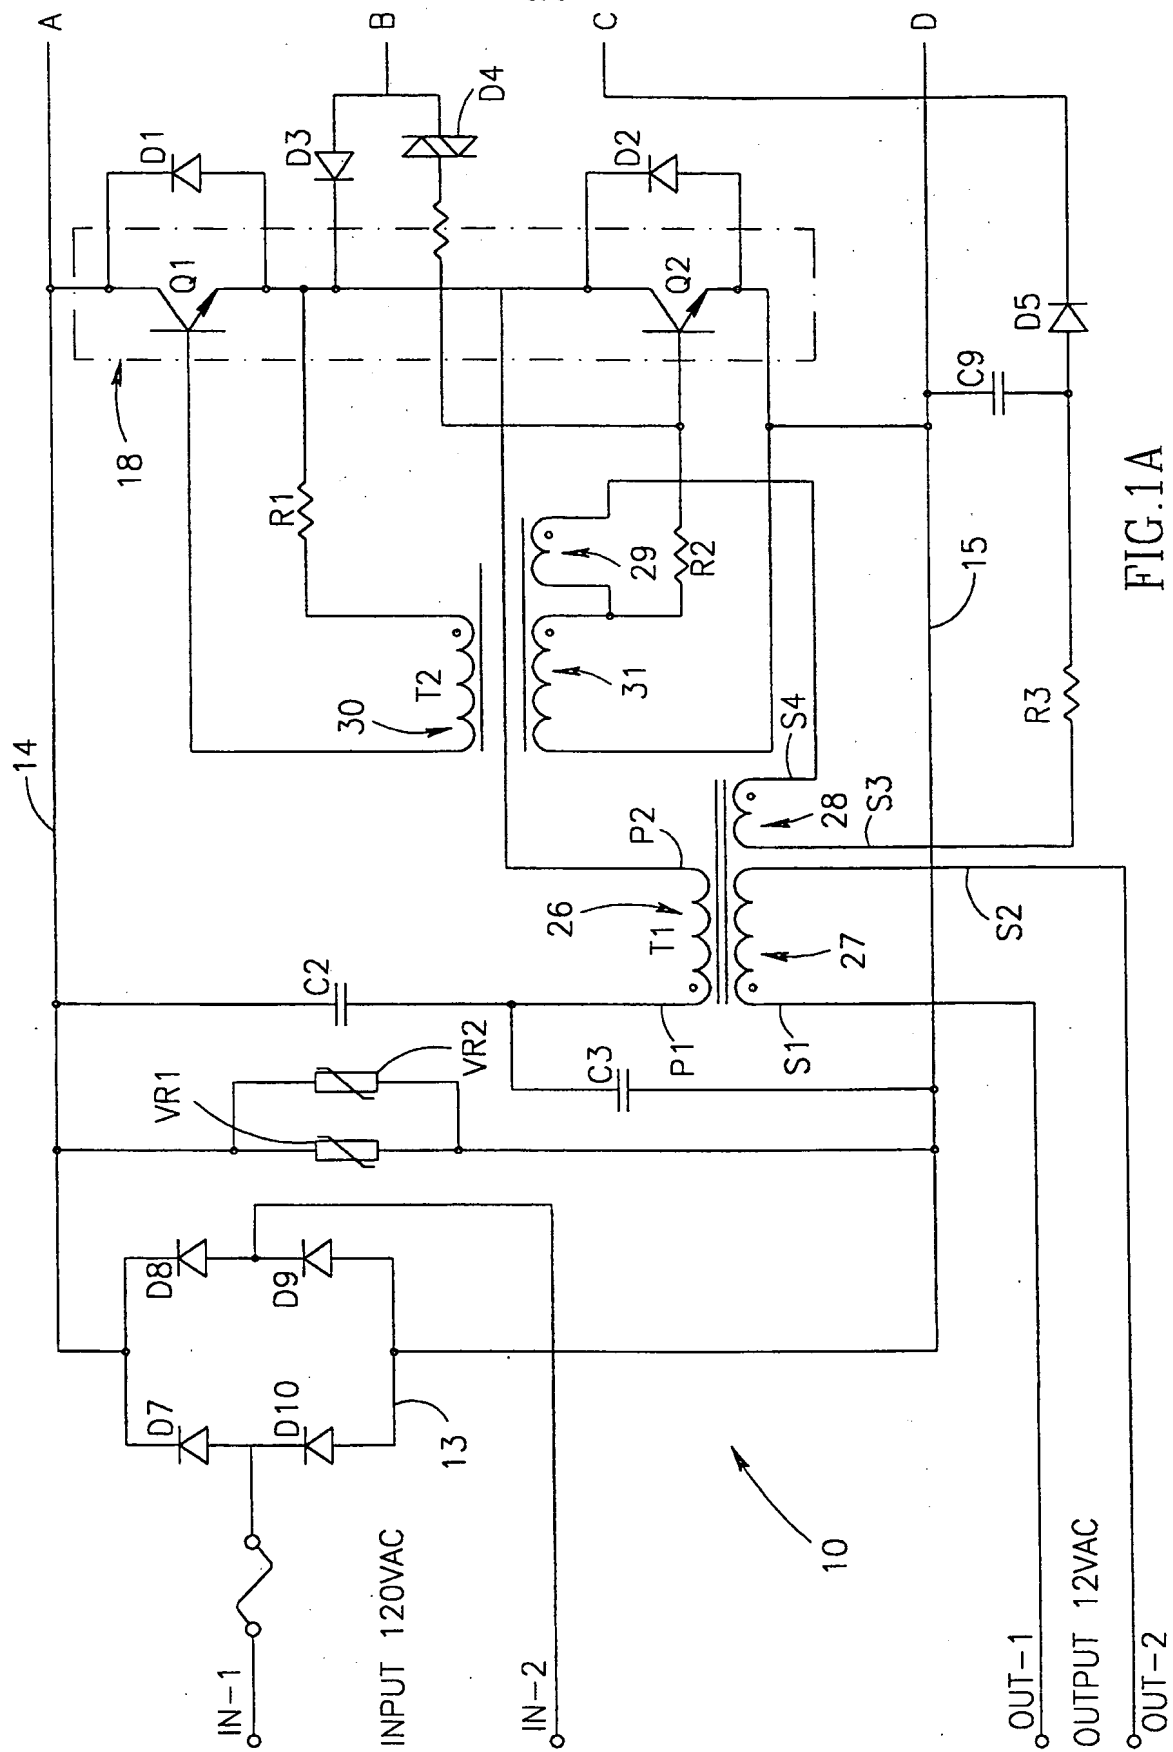 A
14
D1
VR1
C2
18
Q1
D8
VR2
30
T2
R1
D3
B
D7
D9
D4
IN-1
D10
INPUT 120VAC
13
C3
26
P2
31
29
Q2
D2
C
IN-2
P1
T1
R2
28
S4
10
S1
27
S3
15
D
S2
C9
OUT-1
R3
D5
OUTPUT 12VAC
OUT-2
FIG.1A